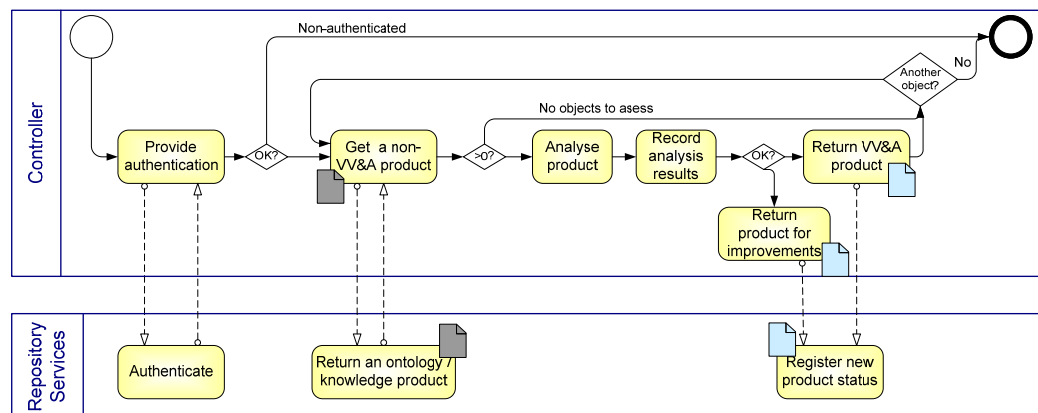 Controller
Non-authenticated
Another
object?
No
No objects to asess
Provide
authentication
OK?
Get a non-
VV&A product
>0?
Analyse
product
Record
analysis
results
OK?
Return VV&A
product
Return
product for
improvements
Repository
Services
Authenticate
Return an ontology /
knowledge product
Register new
product status